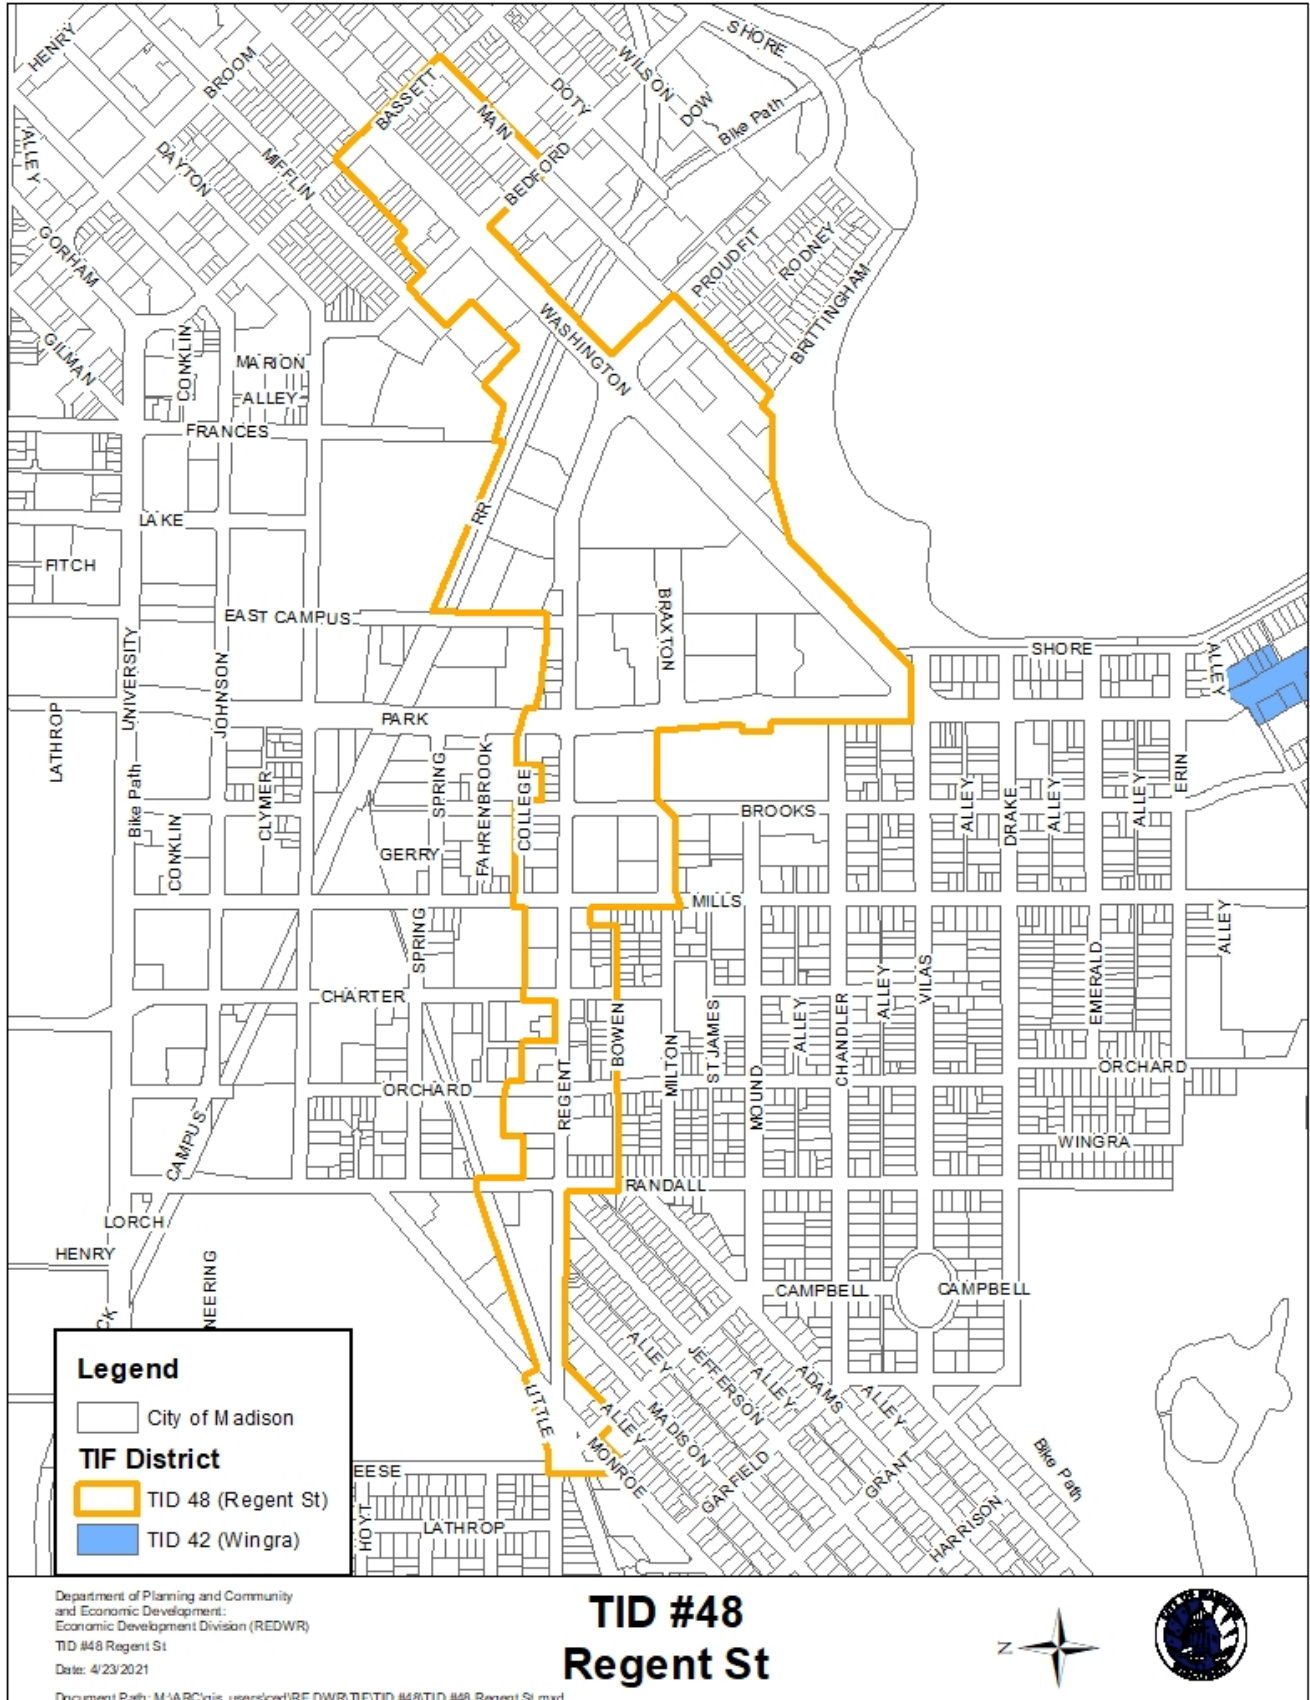 HENRY
BROOM
BASSETT
MAIN
DOTY
WILSON
SHORE
DOW
Bike Path
ALLEY
DAYTON
MIFFLIN
BEDFORD
GORHAM
PROUDFIT
RODNEY
BRITTINGHAM
WASHINGTON
GILMAN
CONKLIN
MARION
ALLEY
FRANCES
LAKE
RR
FITCH
EAST CAMPUS
BRAXTON
UNIVERSITY
JOHNSON
SHORE
ALLEY
LATHROP
PARK
Bike Path
CONKLIN
CLYMER
SPRING
FAHRENBROOK
COLLEGE
GERRY
BROOKS
ALLEY
DRAKE
ALLEY
ALLEY
ERIN
MILLS
SPRING
CHARTER
ALLEY
VILAS
EMERALD
ALLEY
BOWEN
REGENT
MILTON
ST JAMES
MOUND
ALLEY
CHANDLER
ORCHARD
ORCHARD
CAMPUS
WINGRA
RANDALL
LORCH
HENRY
NEERING
CK
CAMPBELL
CAMPBELL
ALLEY
JEFFERSON
ALLEY
ADAMS
ALLEY
LITTLE
ALLEY
MADISON
MONROE
GARFIELD
GRANT
HARRISON
Bike Path
EESE
HOYT
LATHROP
Legend
City of Madison
TIF District
TID 48 (Regent St)
TID 42 (Wingra)
Department of Planning and Community
and Economic Development:
Economic Development Division (REDWR)
TID #48 Regent St
Date: 4/23/2021
TID #48
Regent St
N